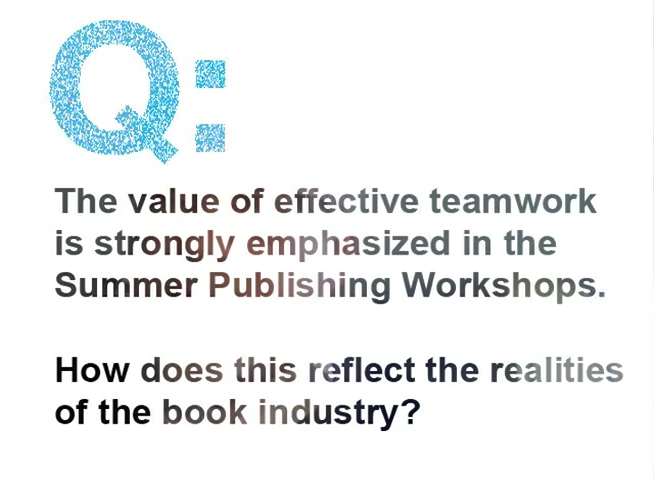 Q:
The value of effective teamwork
is strongly emphasized in the
Summer Publishing Workshops.
How does this reflect the realities
of the book industry?